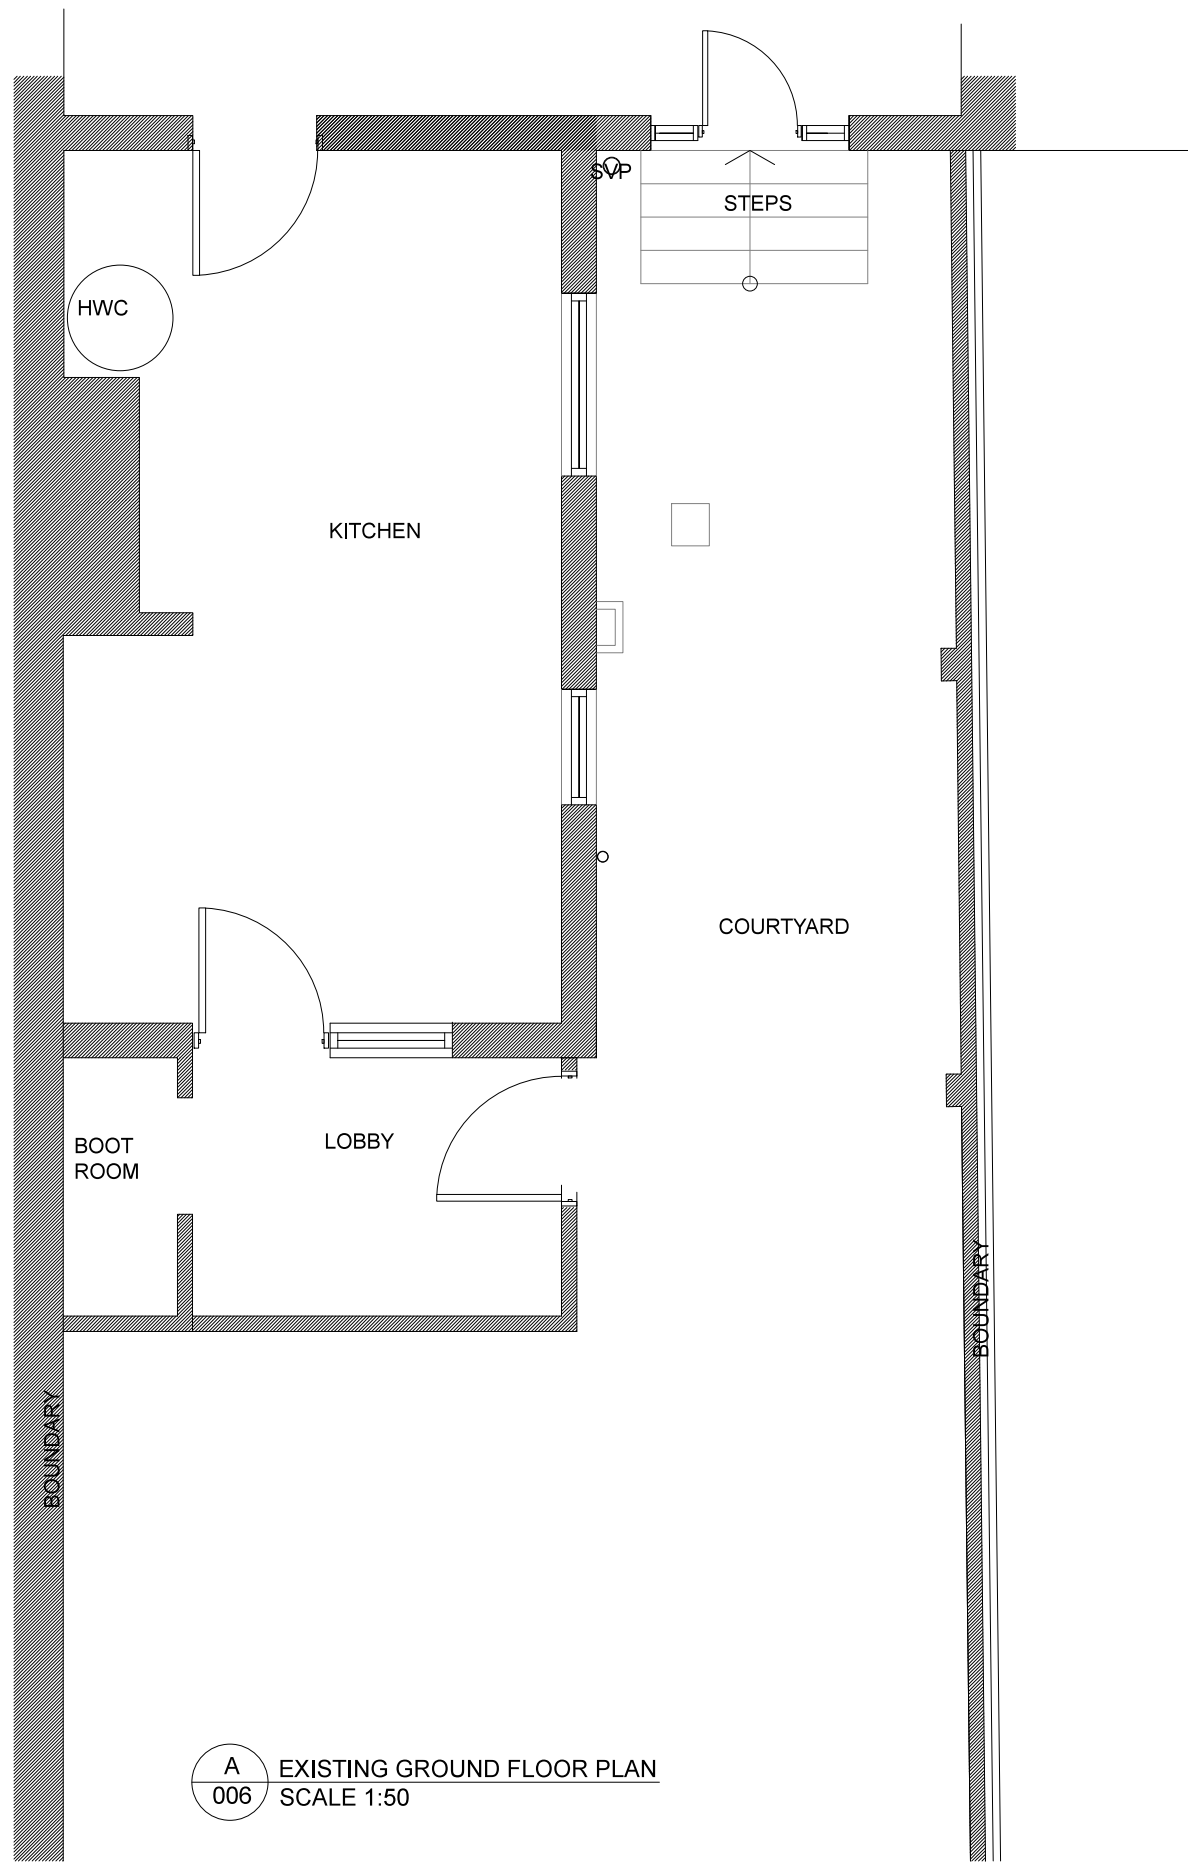 SVP
STEPS
HWC
KITCHEN
COURTYARD
BOOT
ROOM
LOBBY
BOUNDARY
BOUNDARY
A
006
EXISTING GROUND FLOOR PLAN
SCALE 1:50